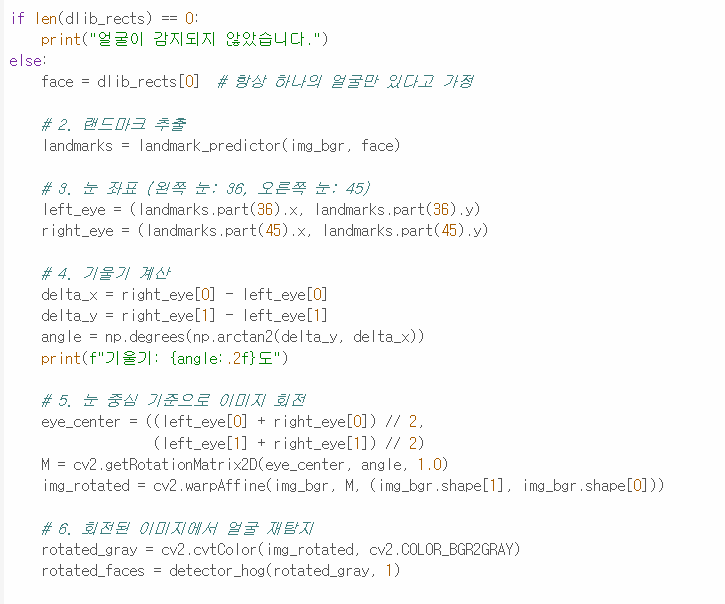 if len(dlib_rects) == 0:
    print("얼굴이 감지되지 않았습니다.")
else:
    face = dlib_rects[0]  # 항상 하나의 얼굴만 있다고 가정

    # 2. 랜드마크 추출
    landmarks = landmark_predictor(img_bgr, face)

    # 3. 눈 좌표 (왼쪽 눈: 36, 오른쪽 눈: 45)
    left_eye = (landmarks.part(36).x, landmarks.part(36).y)
    right_eye = (landmarks.part(45).x, landmarks.part(45).y)

    # 4. 기울기 계산
    delta_x = right_eye[0] - left_eye[0]
    delta_y = right_eye[1] - left_eye[1]
    angle = np.degrees(np.arctan2(delta_y, delta_x))
    print(f"기울기: {angle:.2f}도")

    # 5. 눈 중심 기준으로 이미지 회전
    eye_center = ((left_eye[0] + right_eye[0]) // 2,
                  (left_eye[1] + right_eye[1]) // 2)
    M = cv2.getRotationMatrix2D(eye_center, angle, 1.0)
    img_rotated = cv2.warpAffine(img_bgr, M, (img_bgr.shape[1], img_bgr.shape[0]))

    # 6. 회전된 이미지에서 얼굴 재탐지
    rotated_gray = cv2.cvtColor(img_rotated, cv2.COLOR_BGR2GRAY)
    rotated_faces = detector_hog(rotated_gray, 1)